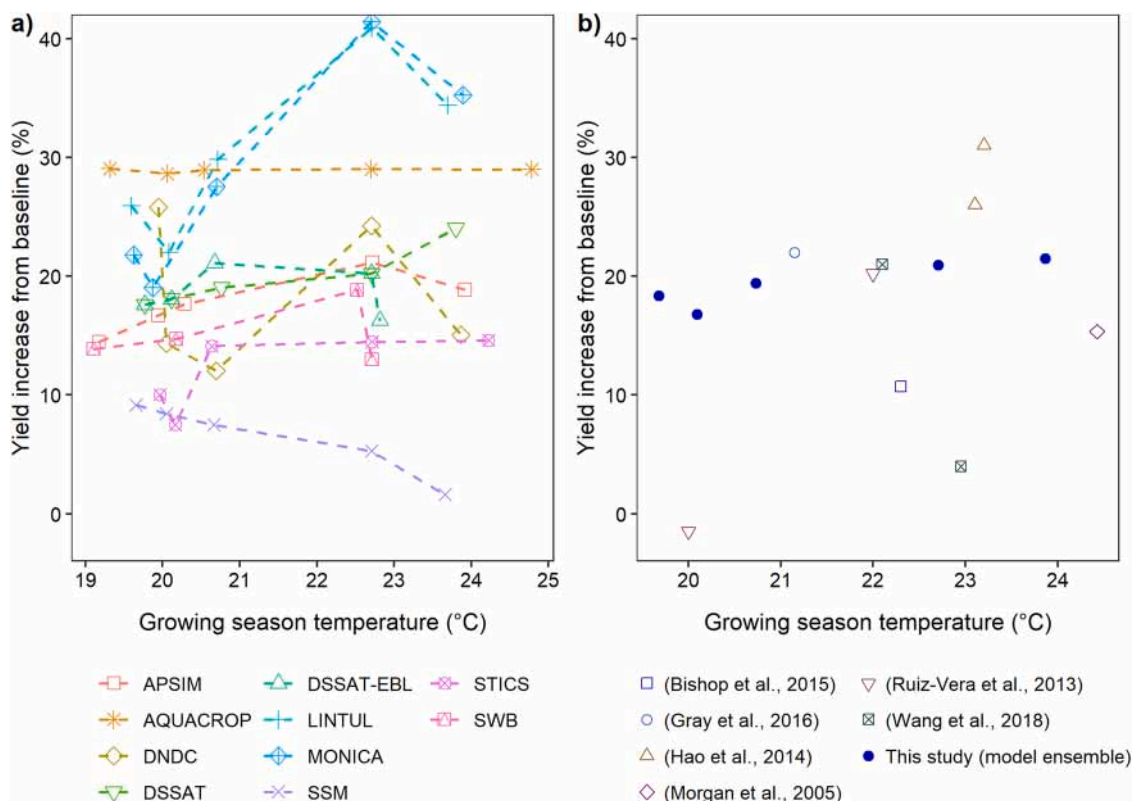 a)
Yield increase from baseline (%)
40
30
20
10
0
19 20 21 22 23 24 25
Growing season temperature (°C)
APSIM
AQUACROP
DNDC
DSSAT
DSSAT-EBL
LINTUL
MONICA
SSM
STICS
SWB
b)
Yield increase from baseline (%)
40
30
20
10
0
20 21 22 23 24
Growing season temperature (°C)
(Bishop et al., 2015)
(Gray et al., 2016)
(Hao et al., 2014)
(Morgan et al., 2005)
(Ruiz-Vera et al., 2013)
(Wang et al., 2018)
This study (model ensemble)